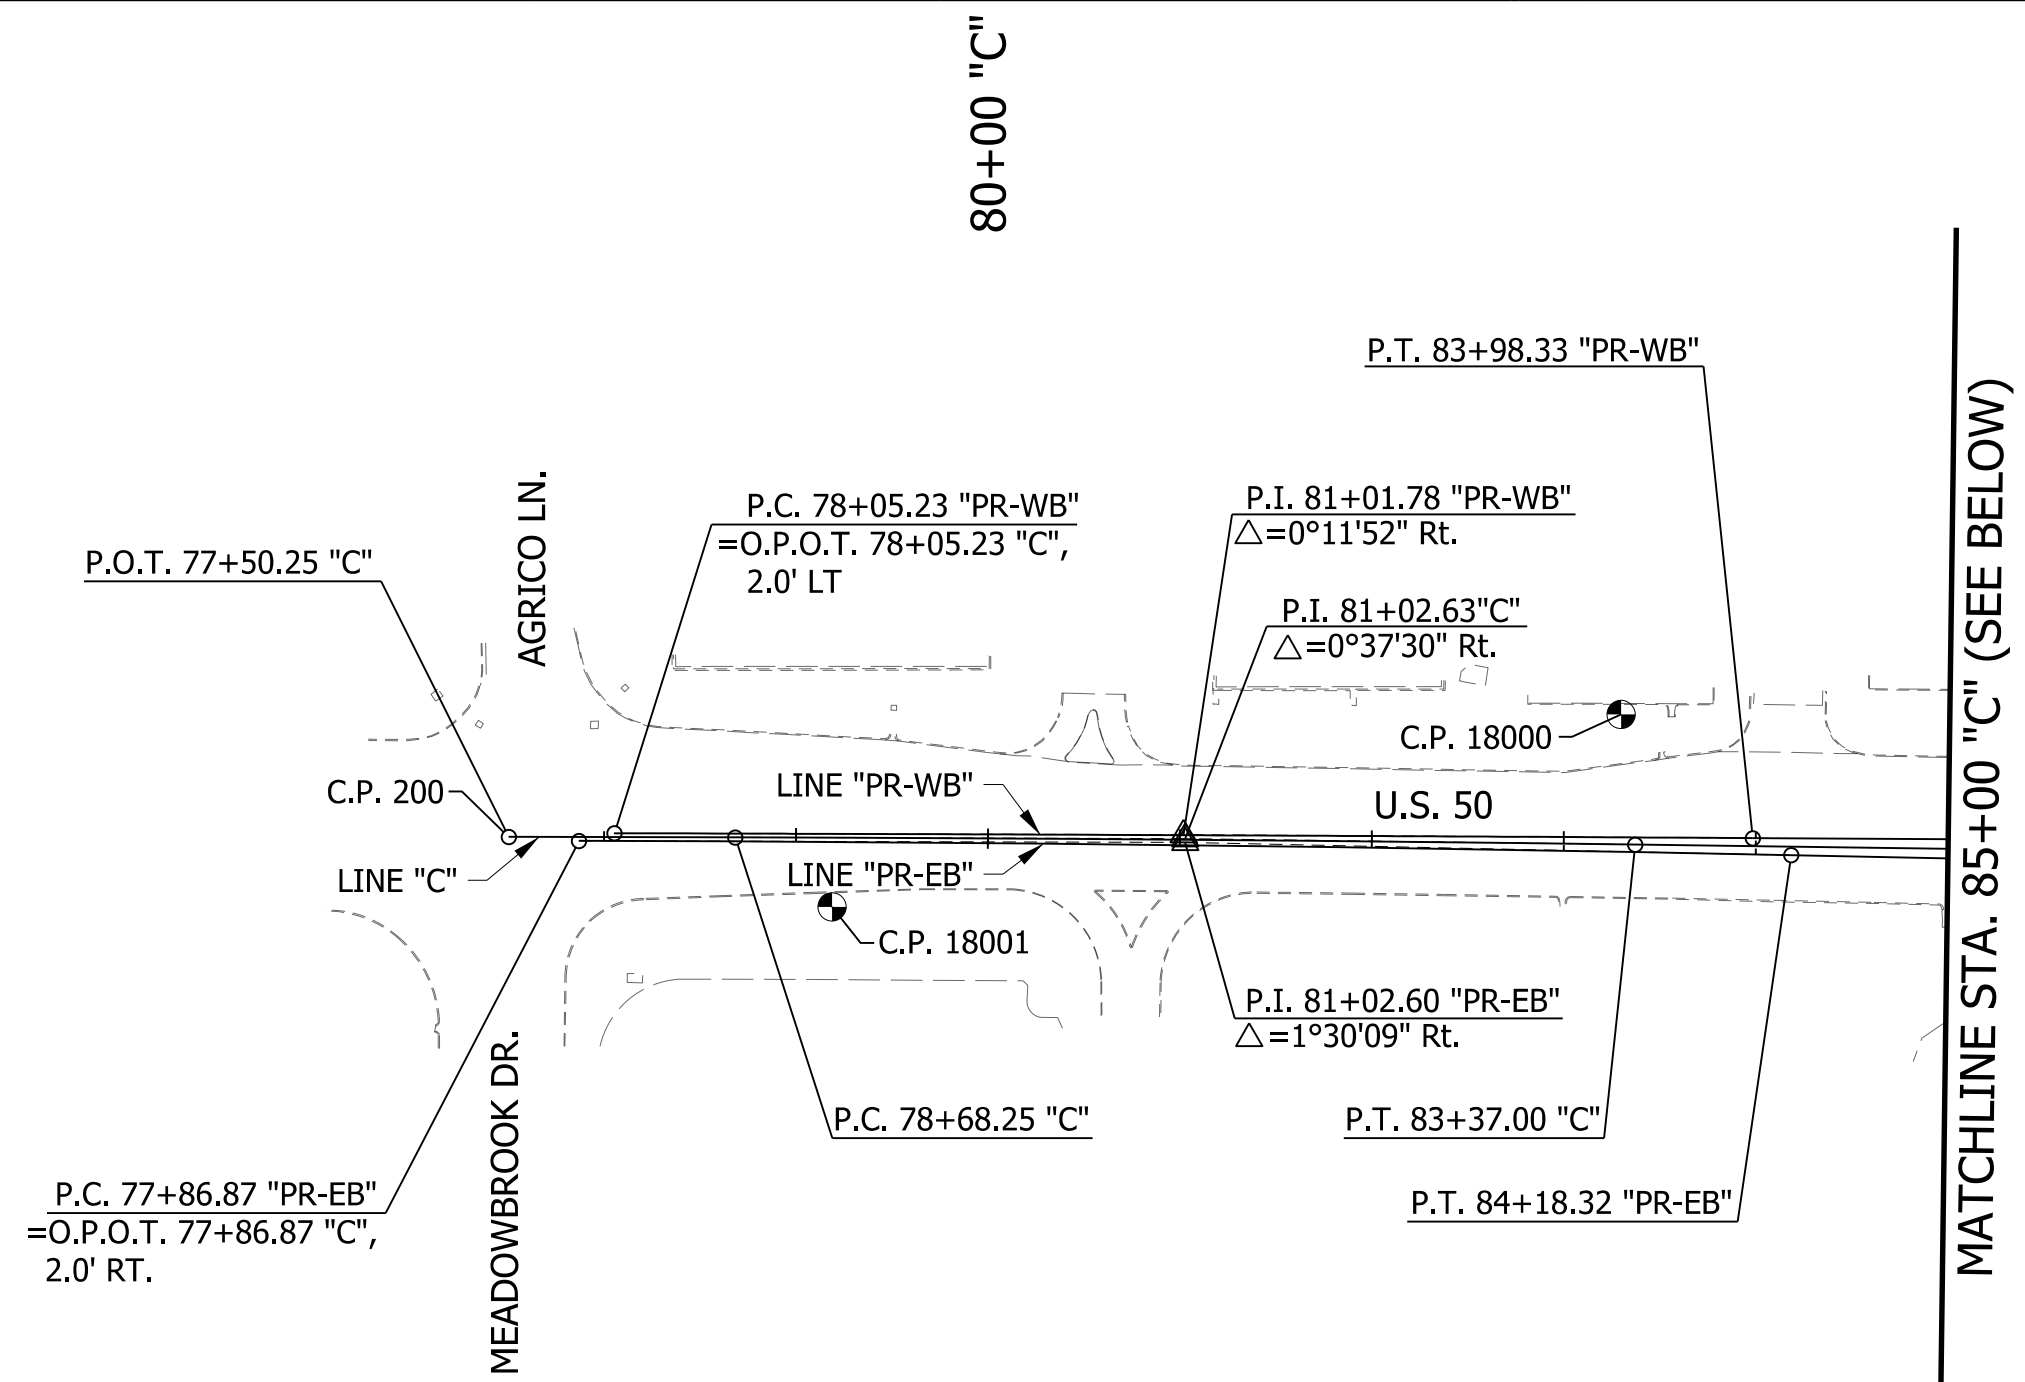 80+00 "C"
P.T. 83+98.33 "PR-WB"
P.C. 78+05.23 "PR-WB"
=O.P.O.T. 78+05.23 "C",
2.0' LT
P.I. 81+01.78 "PR-WB"
△=0°11'52" Rt.
P.O.T. 77+50.25 "C"
AGRICO LN.
P.I. 81+02.63"C"
△=0°37'30" Rt.
C.P. 18000
C.P. 200
LINE "PR-WB"
U.S. 50
LINE "C"
LINE "PR-EB"
C.P. 18001
P.I. 81+02.60 "PR-EB"
△=1°30'09" Rt.
P.C. 78+68.25 "C"
P.T. 83+37.00 "C"
P.C. 77+86.87 "PR-EB"
=O.P.O.T. 77+86.87 "C",
2.0' RT.
MEADOWBROOK DR.
P.T. 84+18.32 "PR-EB"
MATCHLINE STA. 85+00 "C" (SEE BELOW)